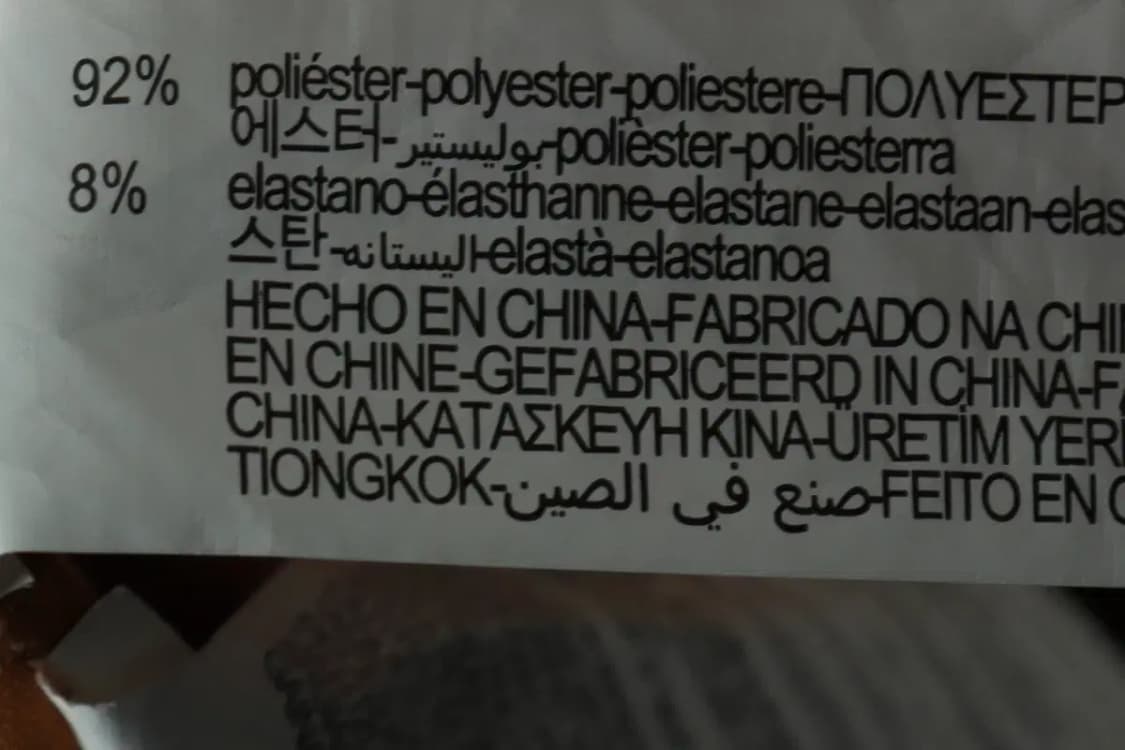 92% poliéster-polyester-poliestere-ΠΟΛΥΕΣΤΕΡ
에스터-بوليستير-polièster-poliesterra
8% elastano-élasthanne-elastane-elastaan-elas
스탄-اليستانه-elastà-elastanoa
HECHO EN CHINA-FABRICADO NA CHI
EN CHINE-GEFABRICEERD IN CHINA-F
CHINA-ΚΑΤΑΣΚΕΥΗ ΚΙΝΑ-ÜRETİM YERİ
TIONGKOK-صنع في الصين-FEITO EN C